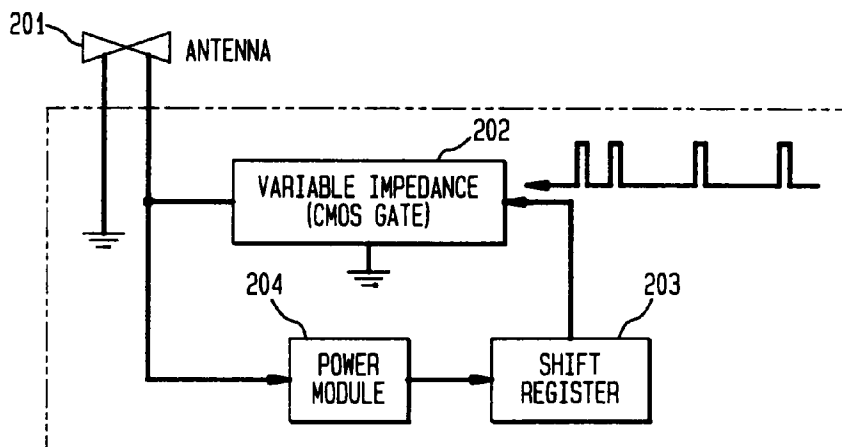 201
ANTENNA
202
VARIABLE IMPEDANCE
(CMOS GATE)
204
203
POWER
MODULE
SHIFT
REGISTER